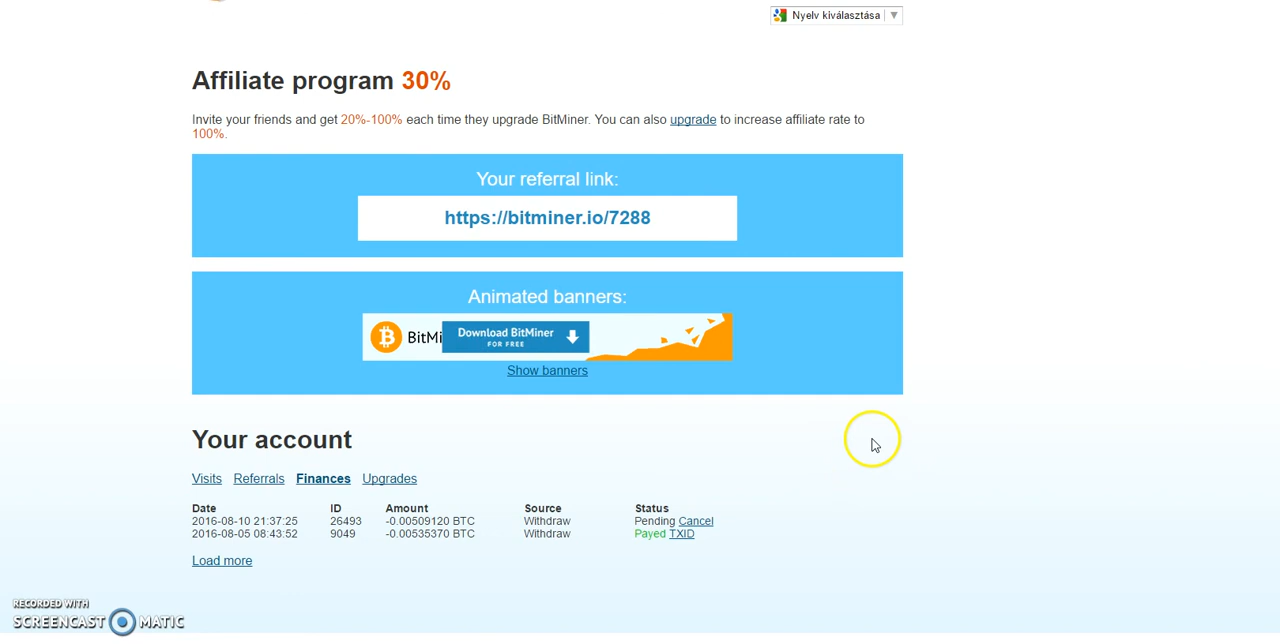 Nyelv kiválasztása
Affiliate program 30%
Invite your friends and get 20%-100% each time they upgrade BitMiner. You can also upgrade to increase affiliate rate to
100%.
Your referral link:
https://bitminer.io/7288
Animated banners:
BitMi
Download BitMiner
FOR FREE
Show banners
Your account
Visits Referrals Finances Upgrades
Date ID Amount Source Status
2016-08-10 21:37:25 26493 -0.00509120 BTC Withdraw Pending Cancel
2016-08-05 08:43:52 9049 -0.00535370 BTC Withdraw Payed TXID
Load more
RECORDED WITH
SCREENCAST MATIC